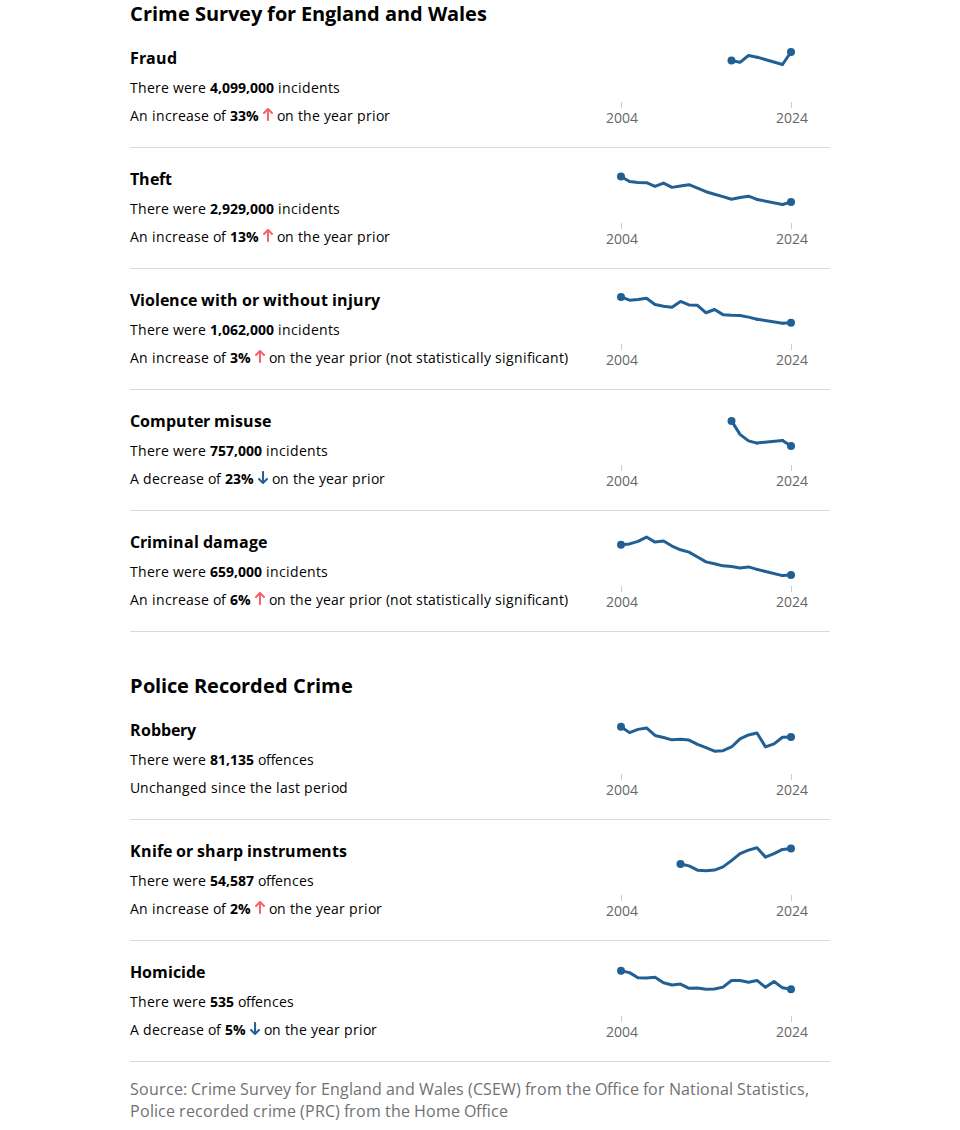 Crime Survey for England and Wales
Fraud
There were 4,099,000 incidents
An increase of 33% ↑ on the year prior
2004 2024
Theft
There were 2,929,000 incidents
An increase of 13% ↑ on the year prior
2004 2024
Violence with or without injury
There were 1,062,000 incidents
An increase of 3% ↑ on the year prior (not statistically significant)
2004 2024
Computer misuse
There were 757,000 incidents
A decrease of 23% ↓ on the year prior
2004 2024
Criminal damage
There were 659,000 incidents
An increase of 6% ↑ on the year prior (not statistically significant)
2004 2024
Police Recorded Crime
Robbery
There were 81,135 offences
Unchanged since the last period
2004 2024
Knife or sharp instruments
There were 54,587 offences
An increase of 2% ↑ on the year prior
2004 2024
Homicide
There were 535 offences
A decrease of 5% ↓ on the year prior
2004 2024
Source: Crime Survey for England and Wales (CSEW) from the Office for National Statistics,
Police recorded crime (PRC) from the Home Office